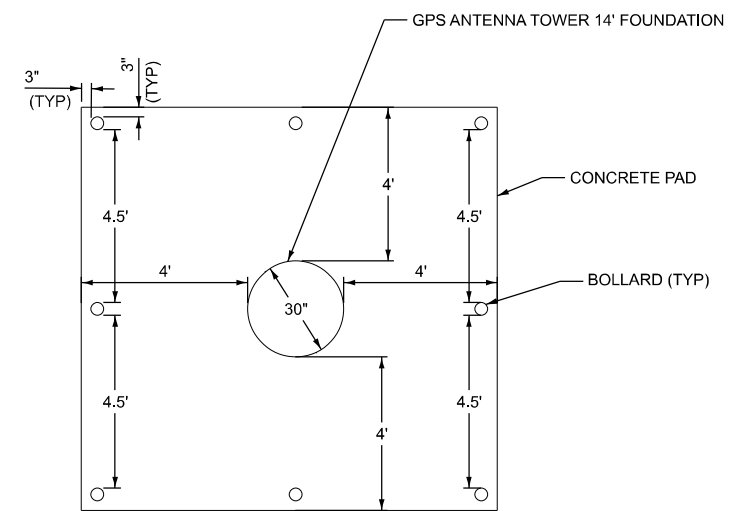 GPS ANTENNA TOWER 14' FOUNDATION
3"
(TYP)
3"
(TYP)
4'
CONCRETE PAD
4.5'
4.5'
4'
4'
BOLLARD (TYP)
30"
4.5'
4.5'
4'